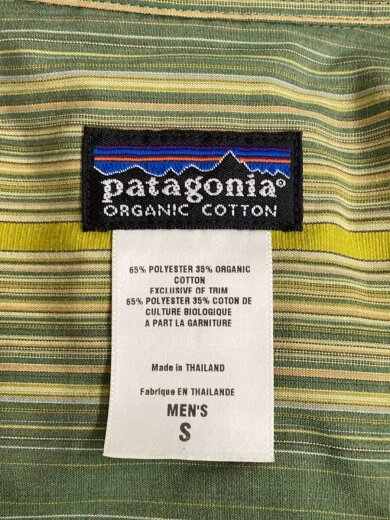 patagonia®
ORGANIC COTTON
65% POLYESTER 35% ORGANIC
COTTON
EXCLUSIVE OF TRIM
65% POLYESTER 35% COTON DE
CULTURE BIOLOGIQUE
A PART LA GARNITURE
Made in THAILAND
Fabrique EN THAILANDE
MEN'S
S